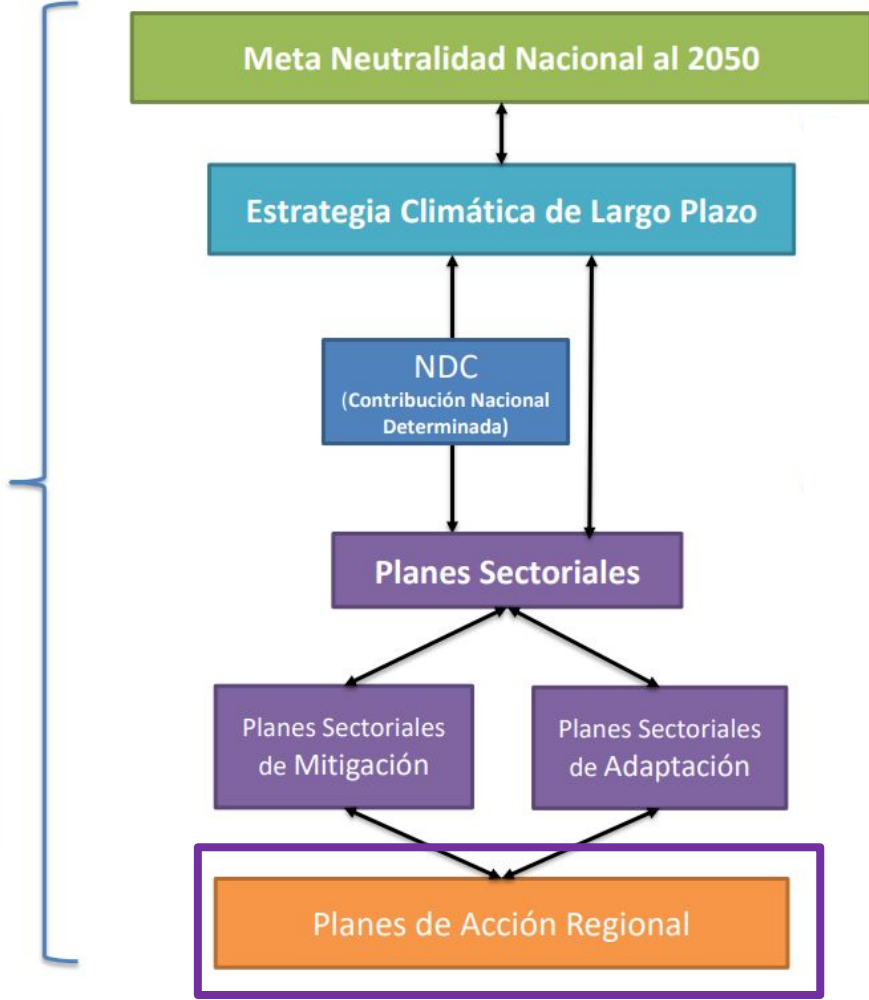 Meta Neutralidad Nacional al 2050
Estrategia Climática de Largo Plazo
NDC
(Contribución Nacional
Determinada)
Planes Sectoriales
Planes Sectoriales
de Mitigación
Planes Sectoriales
de Adaptación
Planes de Acción Regional